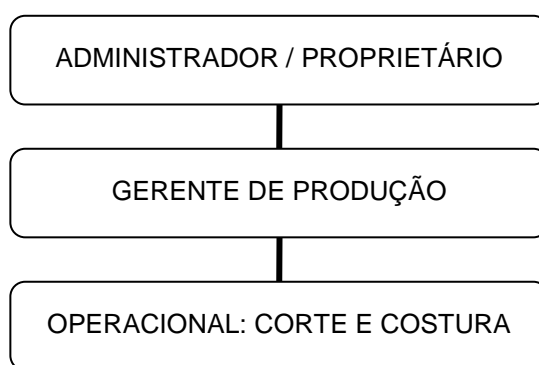 ADMINISTRADOR / PROPRIETÁRIO
GERENTE DE PRODUÇÃO
OPERACIONAL: CORTE E COSTURA